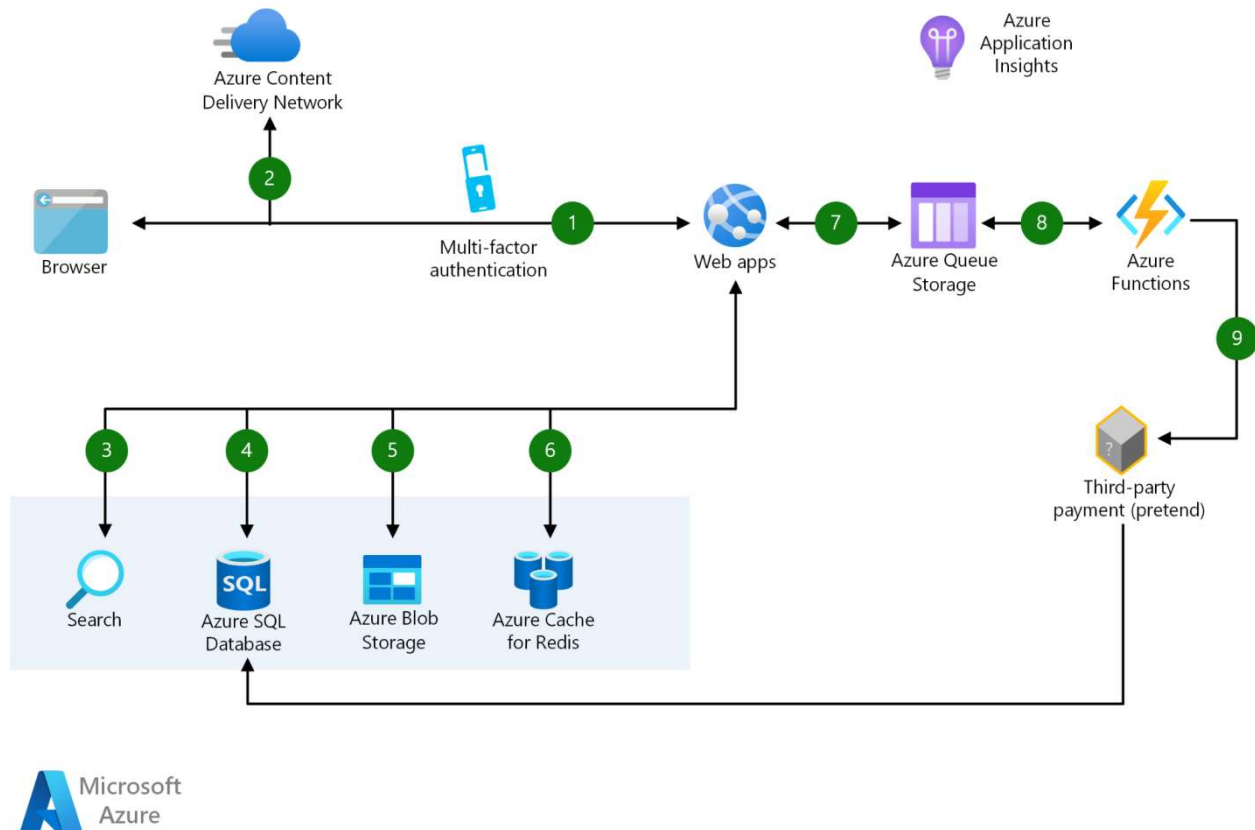 Azure Content
Delivery Network
Azure
Application
Insights
2
1
7
8
Browser
Multi-factor
authentication
Web apps
Azure Queue
Storage
Azure
Functions
9
3
4
5
6
?
Third-party
payment (pretend)
SQL
Search
Azure SQL
Database
Azure Blob
Storage
Azure Cache
for Redis
Microsoft
Azure